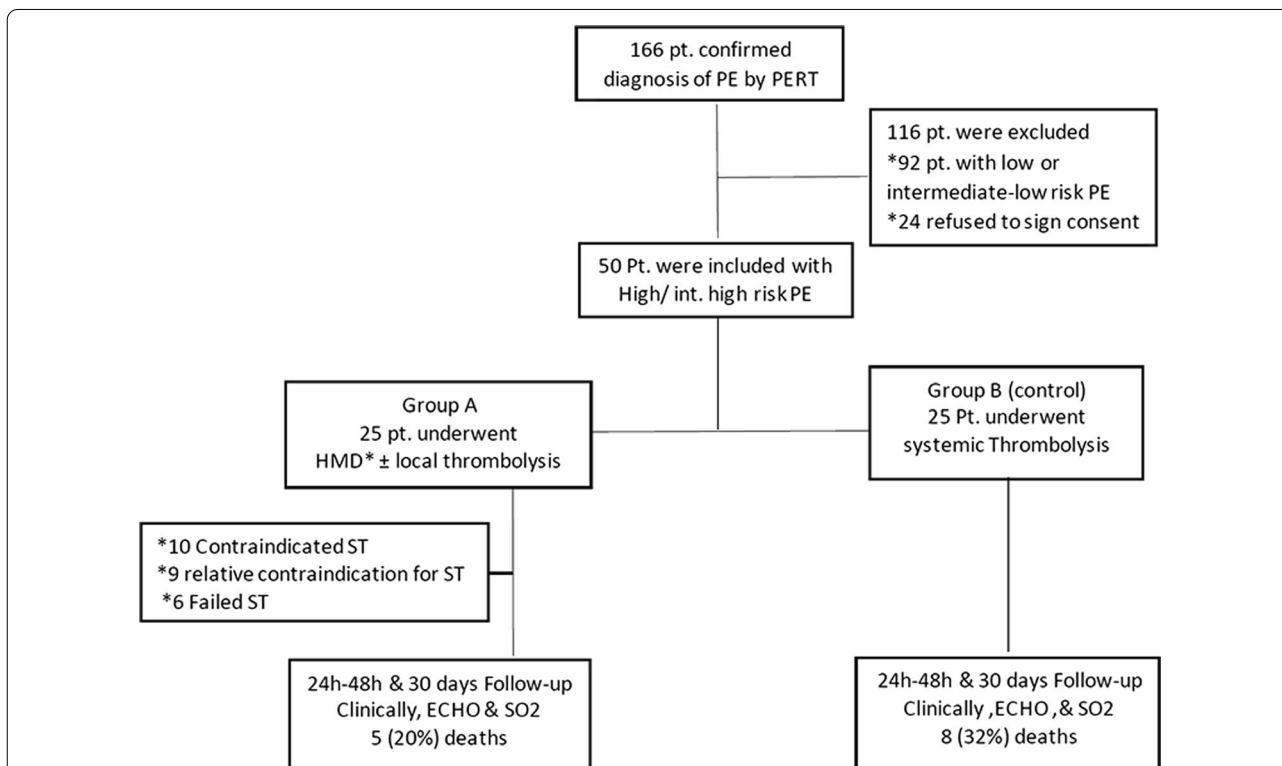 166 pt. confirmed
diagnosis of PE by PERT
116 pt. were excluded
*92 pt. with low or
intermediate-low risk PE
*24 refused to sign consent
50 Pt. were included with
High/ int. high risk PE
Group A
25 pt. underwent
HMD* ± local thrombolysis
Group B (control)
25 Pt. underwent
systemic Thrombolysis
*10 Contraindicated ST
*9 relative contraindication for ST
*6 Failed ST
24h-48h & 30 days Follow-up
Clinically, ECHO & SO2
5 (20%) deaths
24h-48h & 30 days Follow-up
Clinically ,ECHO ,& SO2
8 (32%) deaths